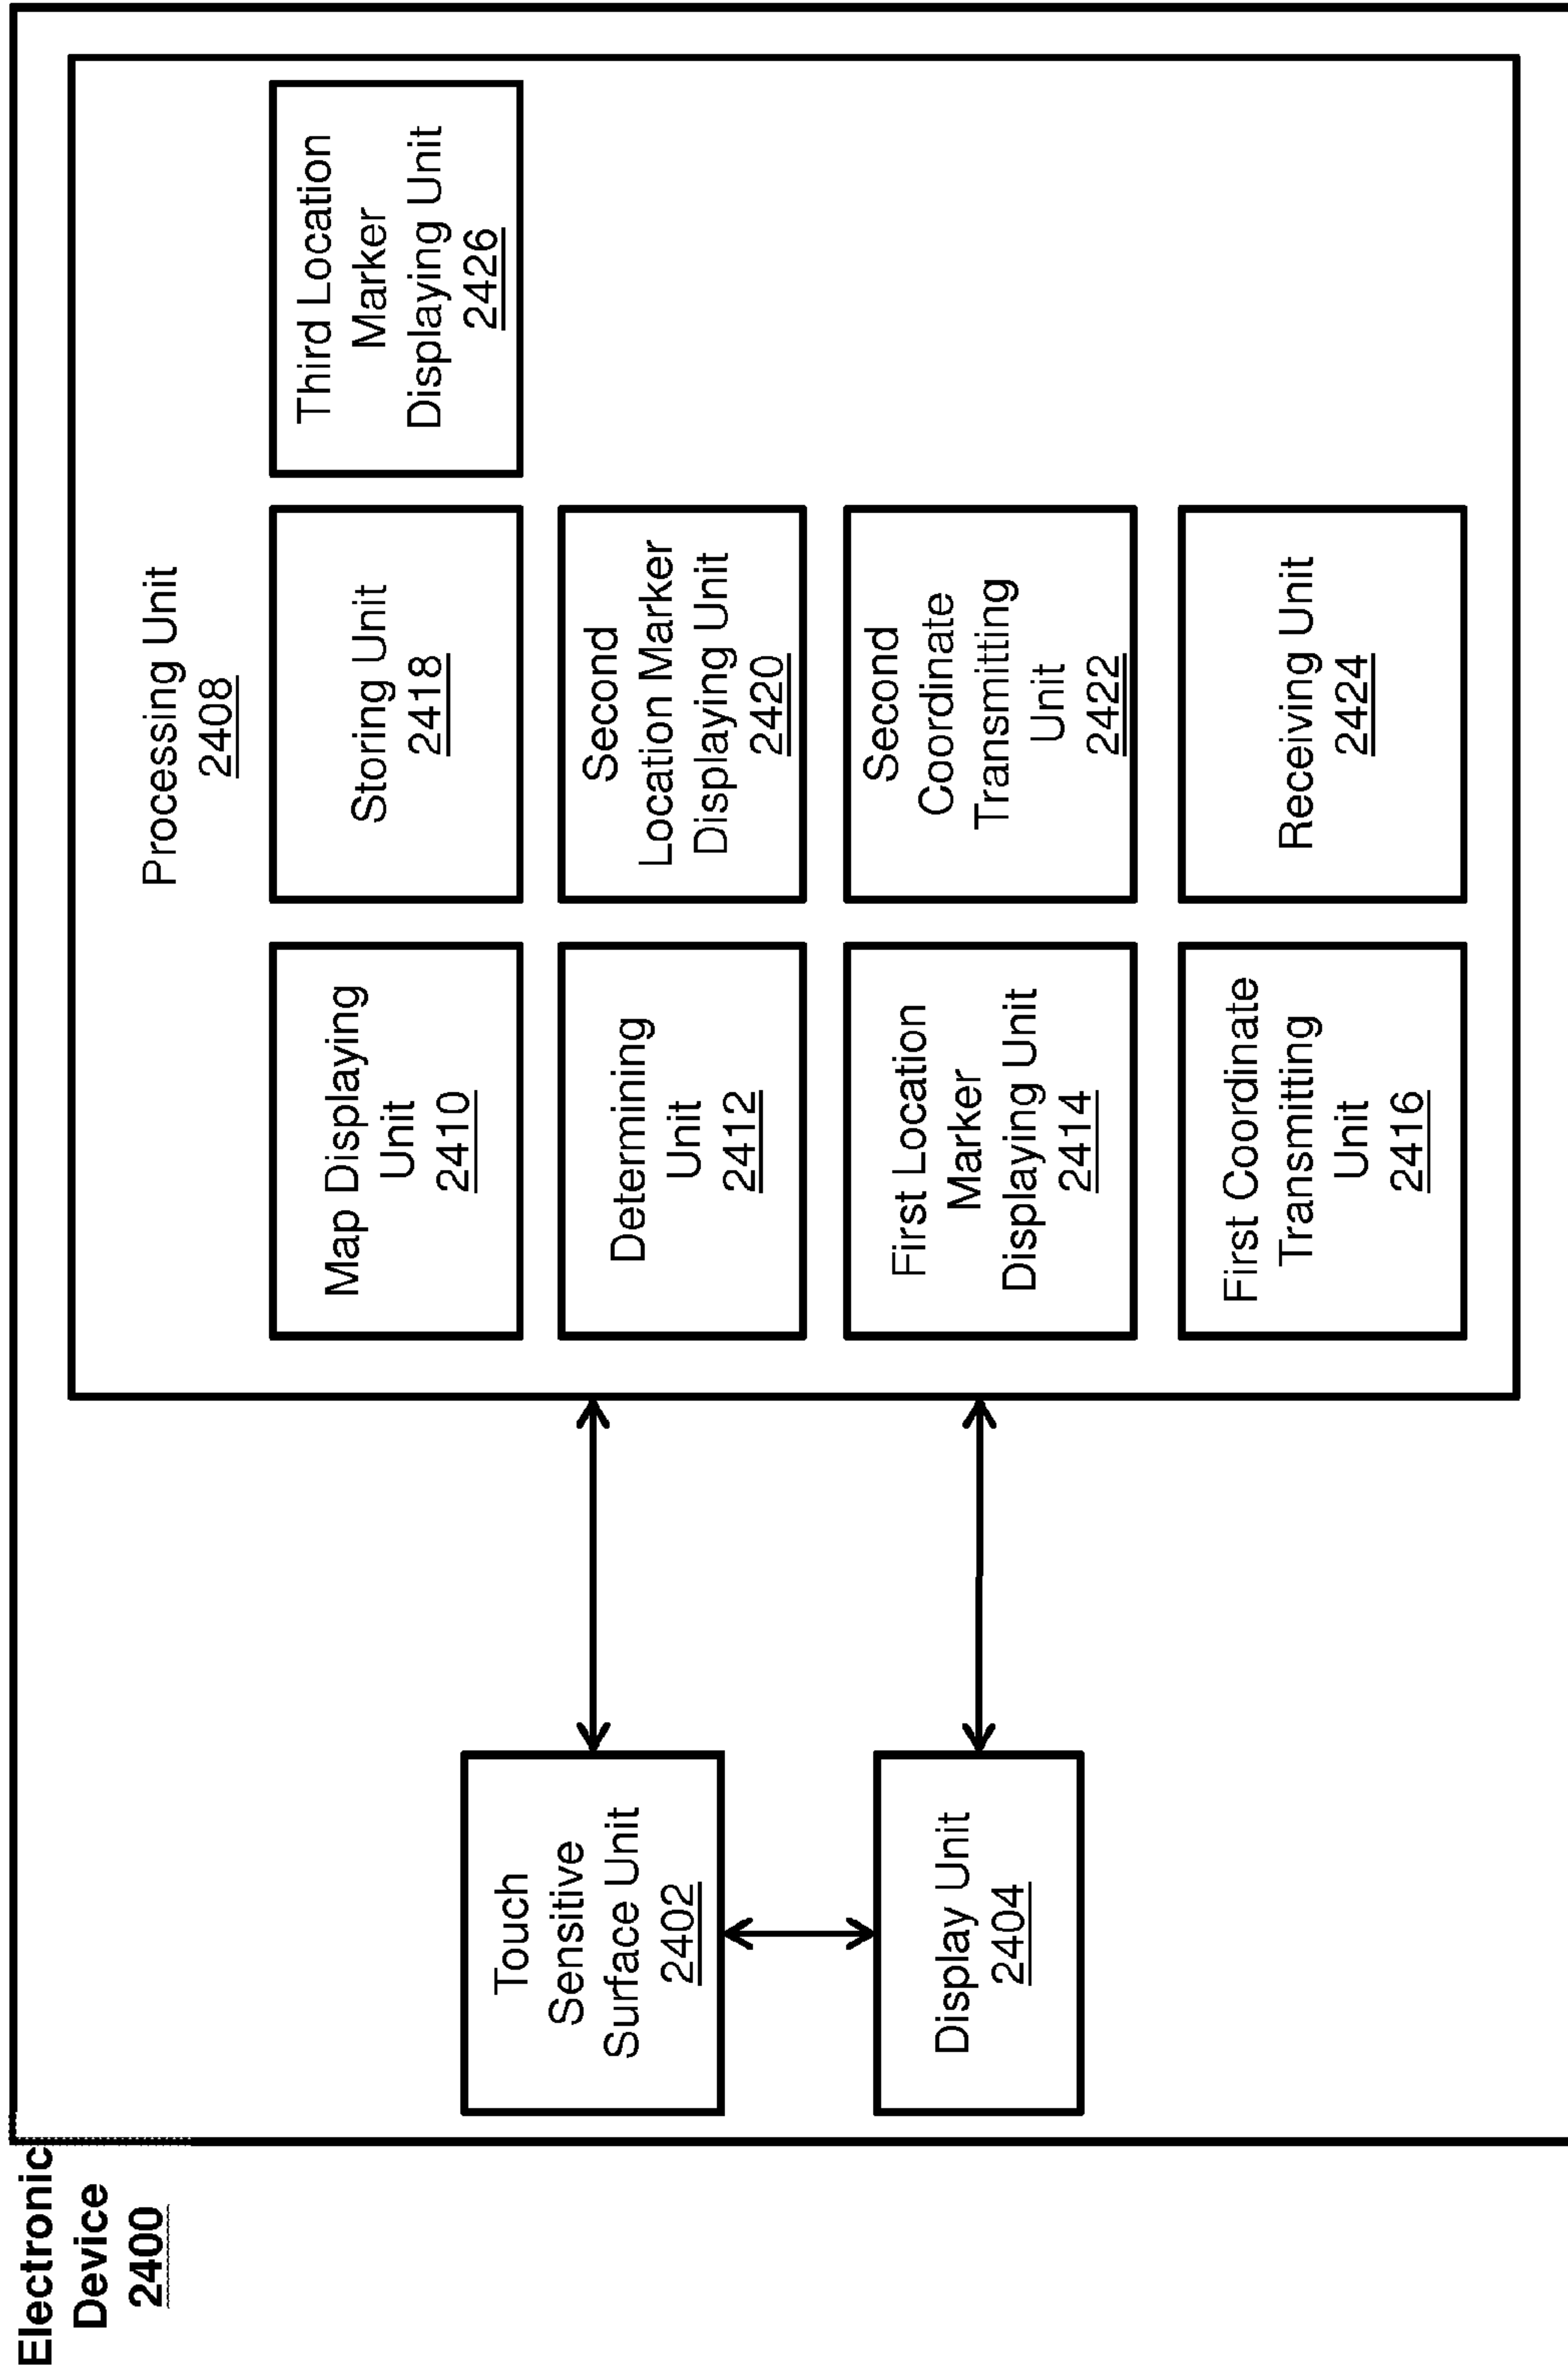 Electronic
Device
2400
Touch
Sensitive
Surface Unit
2402
Display Unit
2404
Processing Unit
2408
Map Displaying
Unit
2410
Determining
Unit
2412
First Location
Marker
Displaying Unit
2414
First Coordinate
Transmitting
Unit
2416
Storing Unit
2418
Second
Location Marker
Displaying Unit
2420
Second
Coordinate
Transmitting
Unit
2422
Receiving Unit
2424
Third Location
Marker
Displaying Unit
2426